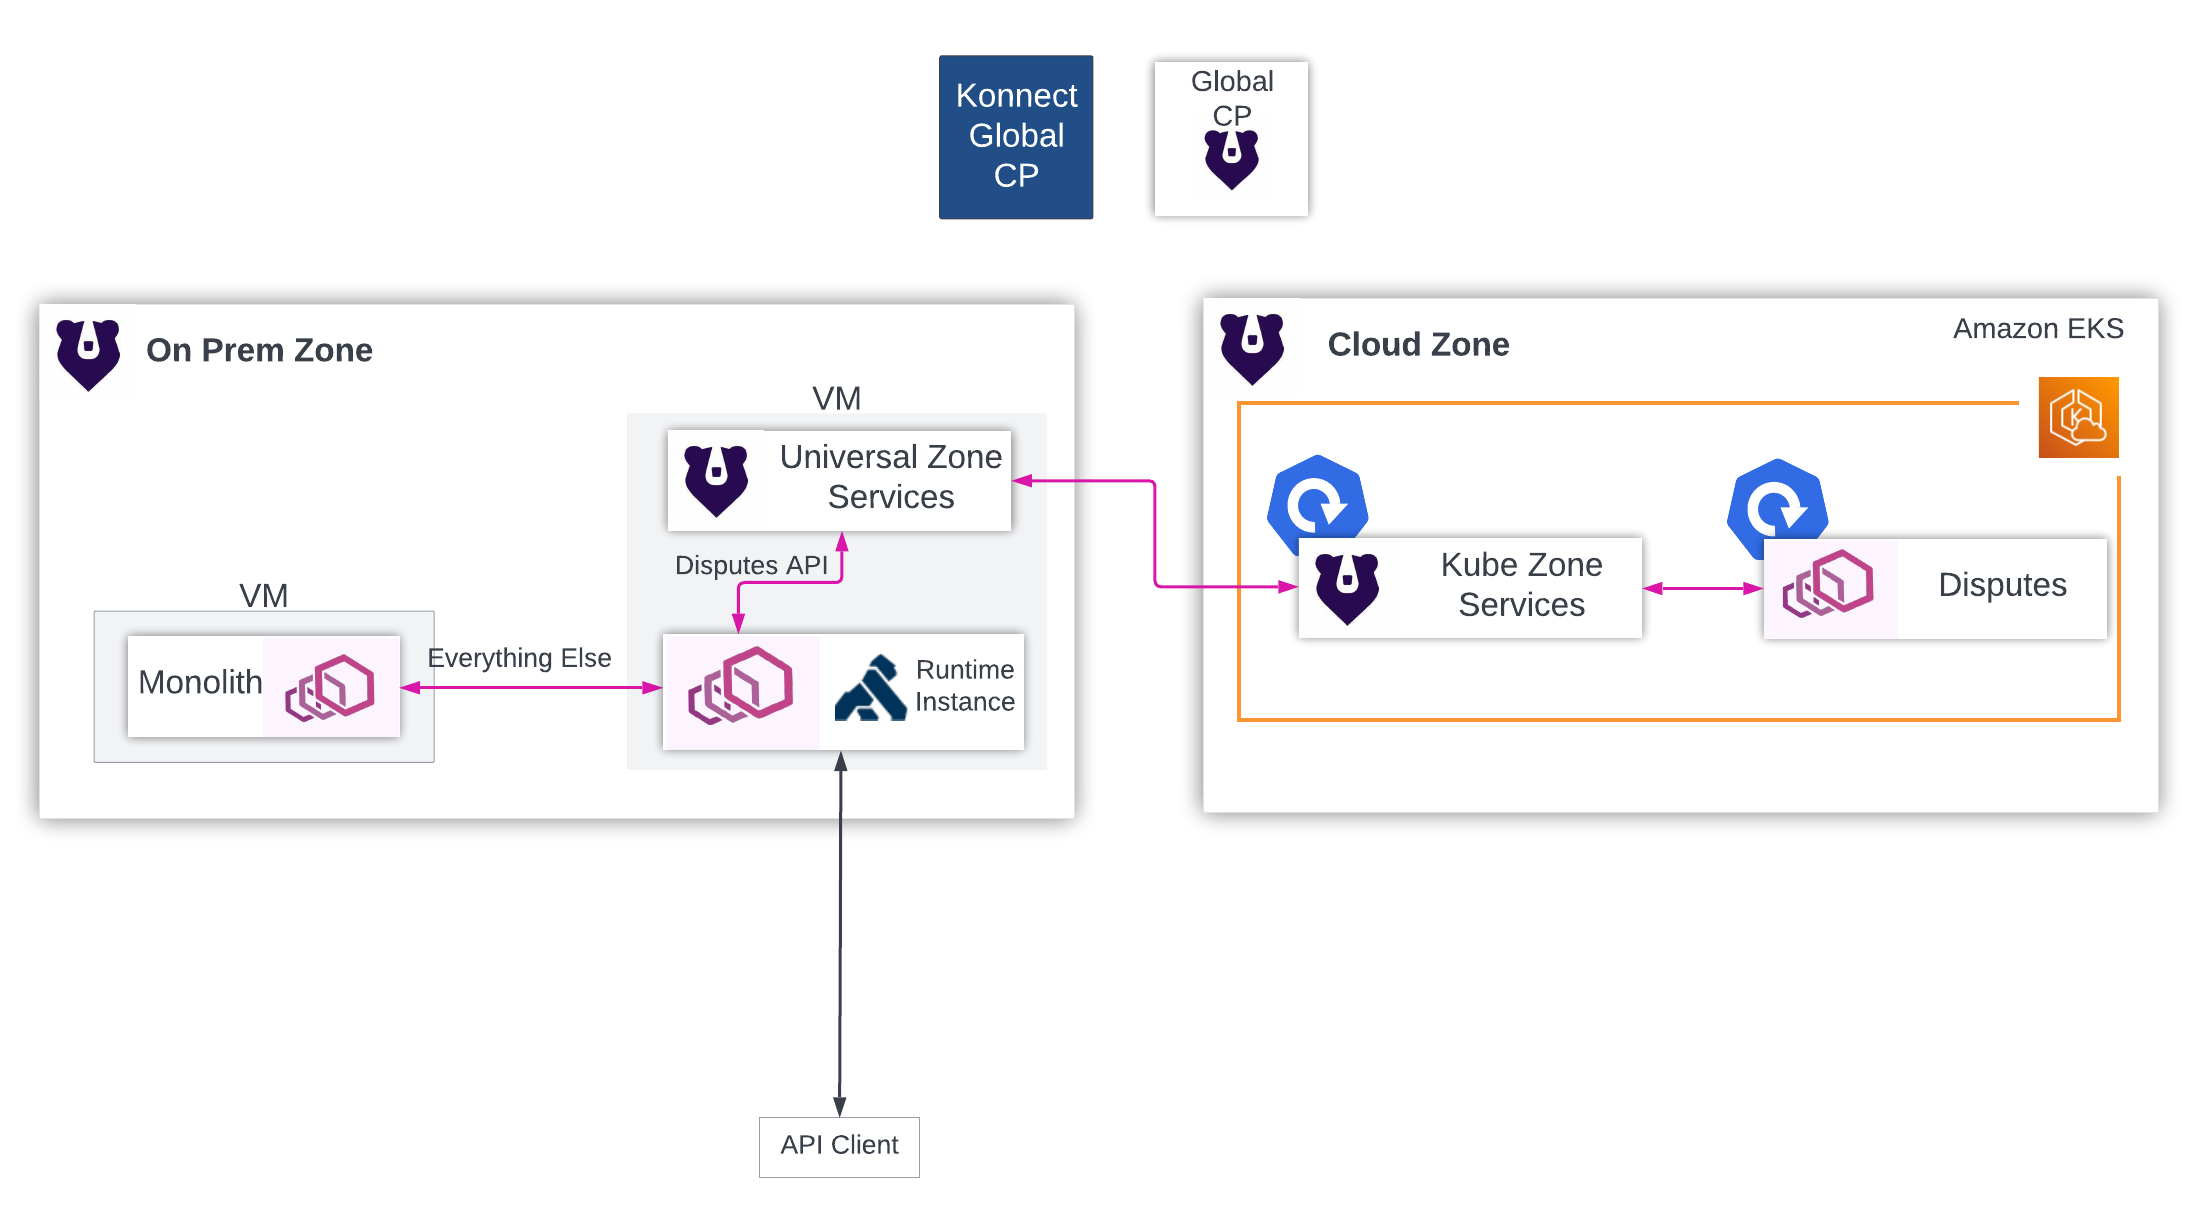 Konnect
Global
CP
Global
CP
On Prem Zone
VM
Universal Zone
Services
Disputes API
VM
Monolith
Everything Else
Runtime
Instance
Cloud Zone
Amazon EKS
Kube Zone
Services
Disputes
API Client